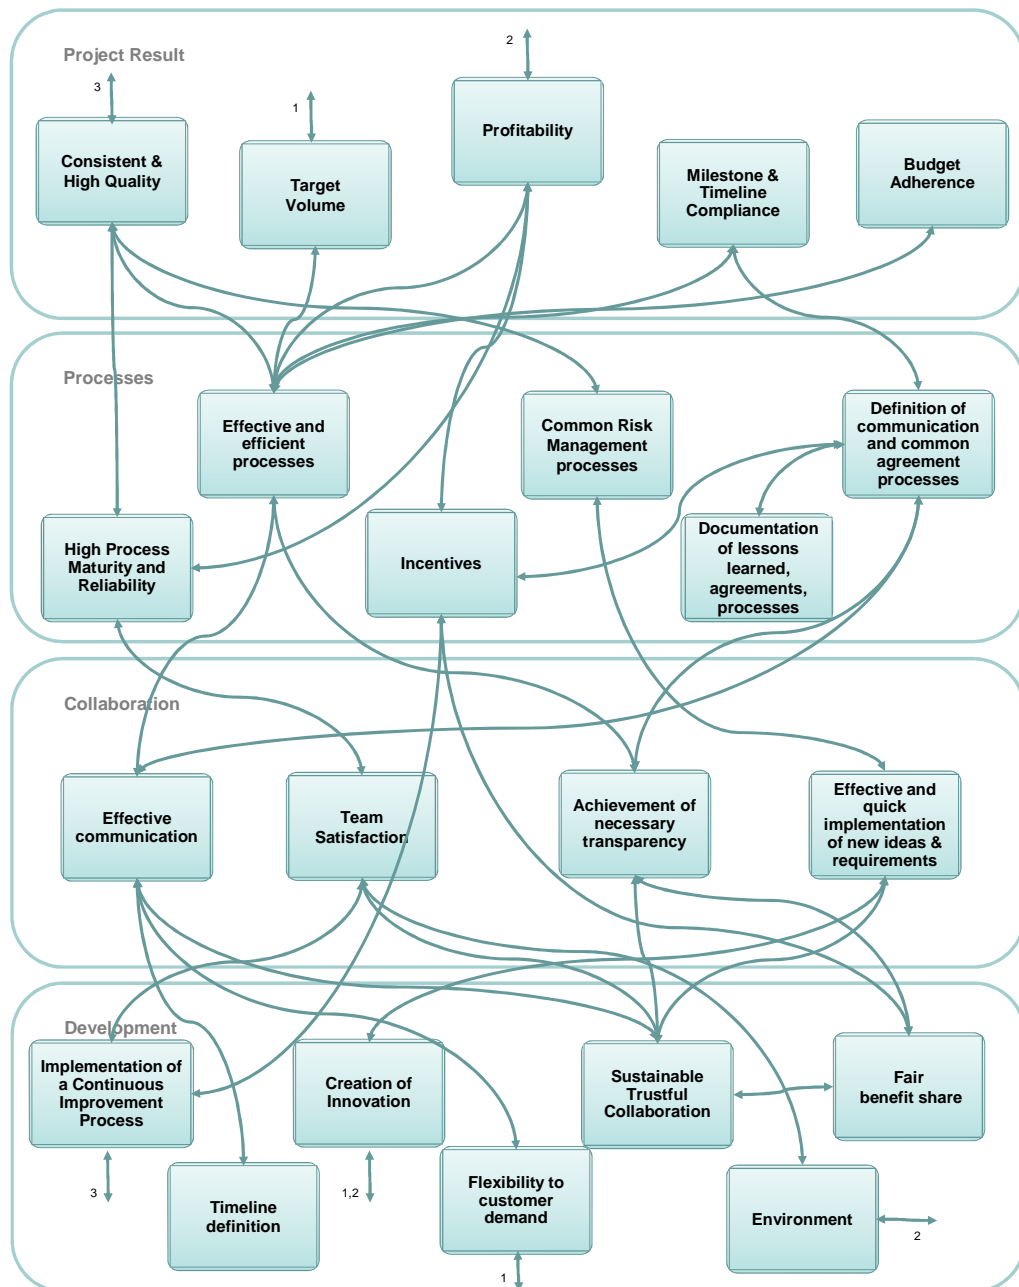 Project Result
3
1
2
Consistent &
High Quality
Target
Volume
Profitability
Milestone &
Timeline
Compliance
Budget
Adherence
Processes
Effective and
efficient
processes
Common Risk
Management
processes
Definition of
communication
and common
agreement
processes
High Process
Maturity and
Reliability
Incentives
Documentation
of lessons
learned,
agreements,
processes
Collaboration
Effective
communication
Team
Satisfaction
Achievement of
necessary
transparency
Effective and
quick
implementation
of new ideas &
requirements
Development
Implementation of
a Continuous
Improvement
Process
Creation of
Innovation
Sustainable
Trustful
Collaboration
Fair
benefit share
3
Timeline
definition
1,2
Flexibility to
customer
demand
Environment
2
1